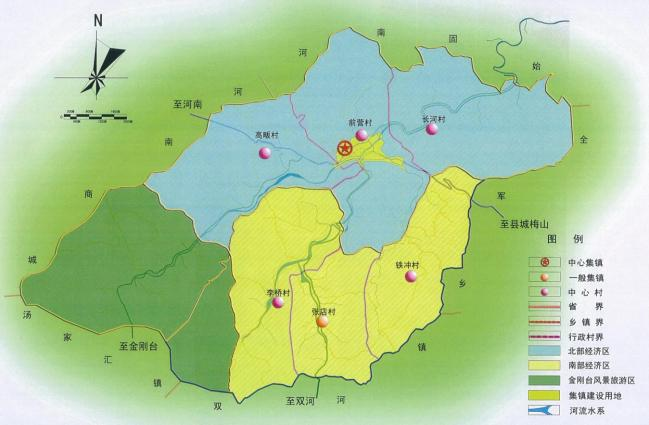 N
河
南
固
始
至河南
河
南
前营村
长河村
高畈村
全
商
城
军
至县城梅山
图 例
中心集镇
一般集镇
中 心 村
省 界
乡 镇 界
行政村界
北部经济区
南部经济区
金刚台风景旅游区
集镇建设用地
河流水系
铁冲村
乡
李桥村
张店村
汤
家
汇
镇
至金刚台
镇
双
至双河
河